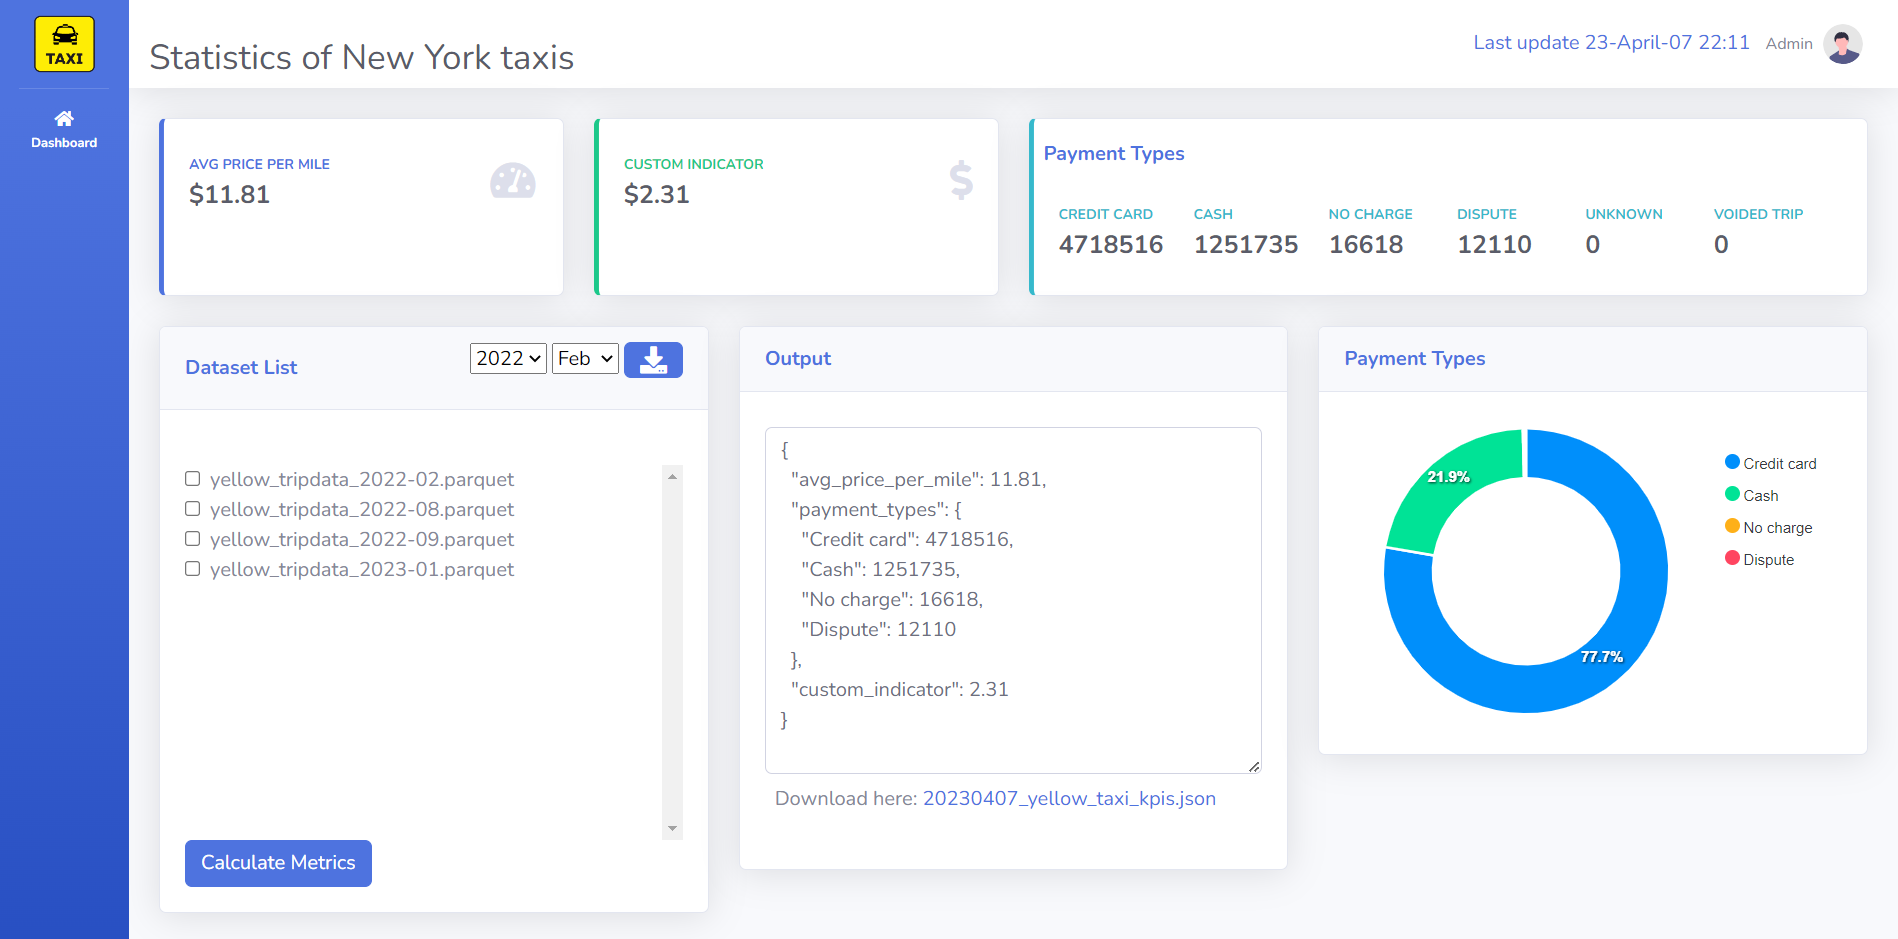 TAXI
Dashboard
Statistics of New York taxis
Last update 23-April-07 22:11 Admin
AVG PRICE PER MILE
$11.81
CUSTOM INDICATOR
$2.31
$
Payment Types
CREDIT CARD CASH NO CHARGE DISPUTE UNKNOWN VOIDED TRIP
4718516 1251735 16618 12110 0 0
Dataset List 2022 Feb
yellow_tripdata_2022-02.parquet
yellow_tripdata_2022-08.parquet
yellow_tripdata_2022-09.parquet
yellow_tripdata_2023-01.parquet
Calculate Metrics
Output
{
"avg_price_per_mile": 11.81,
"payment_types": {
"Credit card": 4718516,
"Cash": 1251735,
"No charge": 16618,
"Dispute": 12110
},
"custom_indicator": 2.31
}
Download here: 20230407_yellow_taxi_kpis.json
Payment Types
21.9%
77.7%
Credit card
Cash
No charge
Dispute